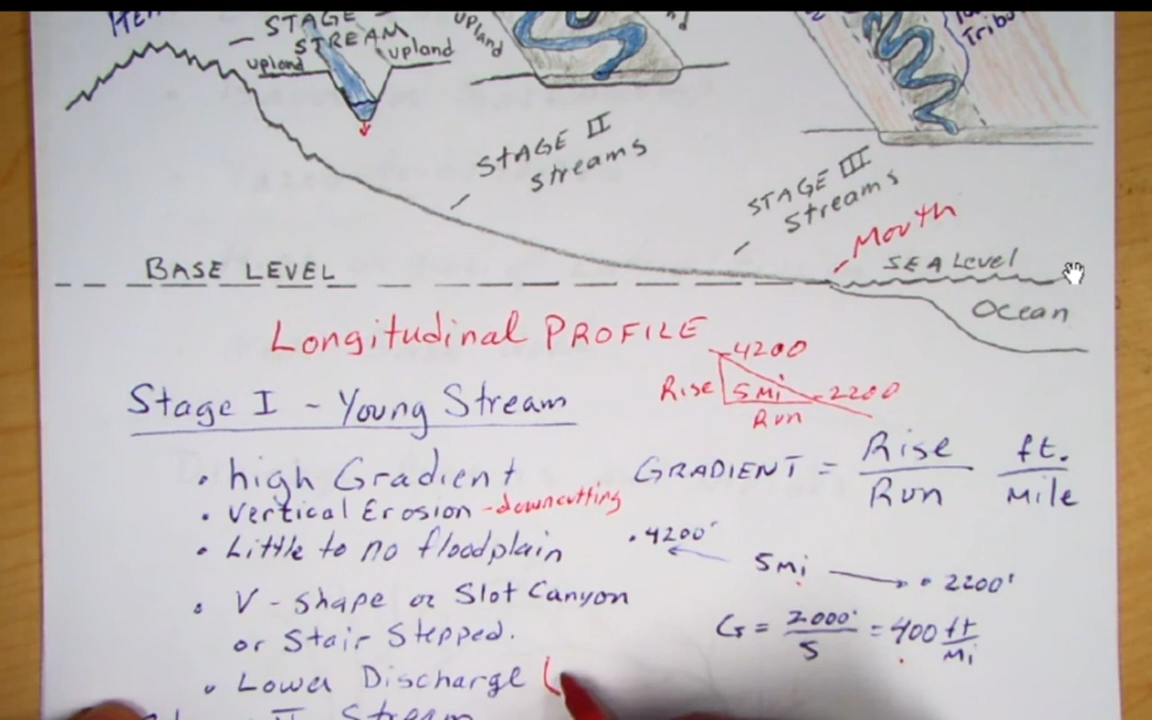 STAGE
STREAM
upland
upland
upland
STAGE II
Streams
STAGE III
Streams
Mouth
BASE LEVEL
SEA Level
Ocean
Longitudinal PROFILE
4200
Rise 5Mi 2200
Run
Stage I - Young Stream
• high Gradient
GRADIENT = Rise / Run ft. / Mile
• Vertical Erosion - downcutting
• Little to no floodplain
• 4200'
5mi
• 2200'
• V - Shape or Slot Canyon
or Stair Stepped.
G = 2000' / 5 = 400 ft / Mi
• Lower Discharge (
II Stream